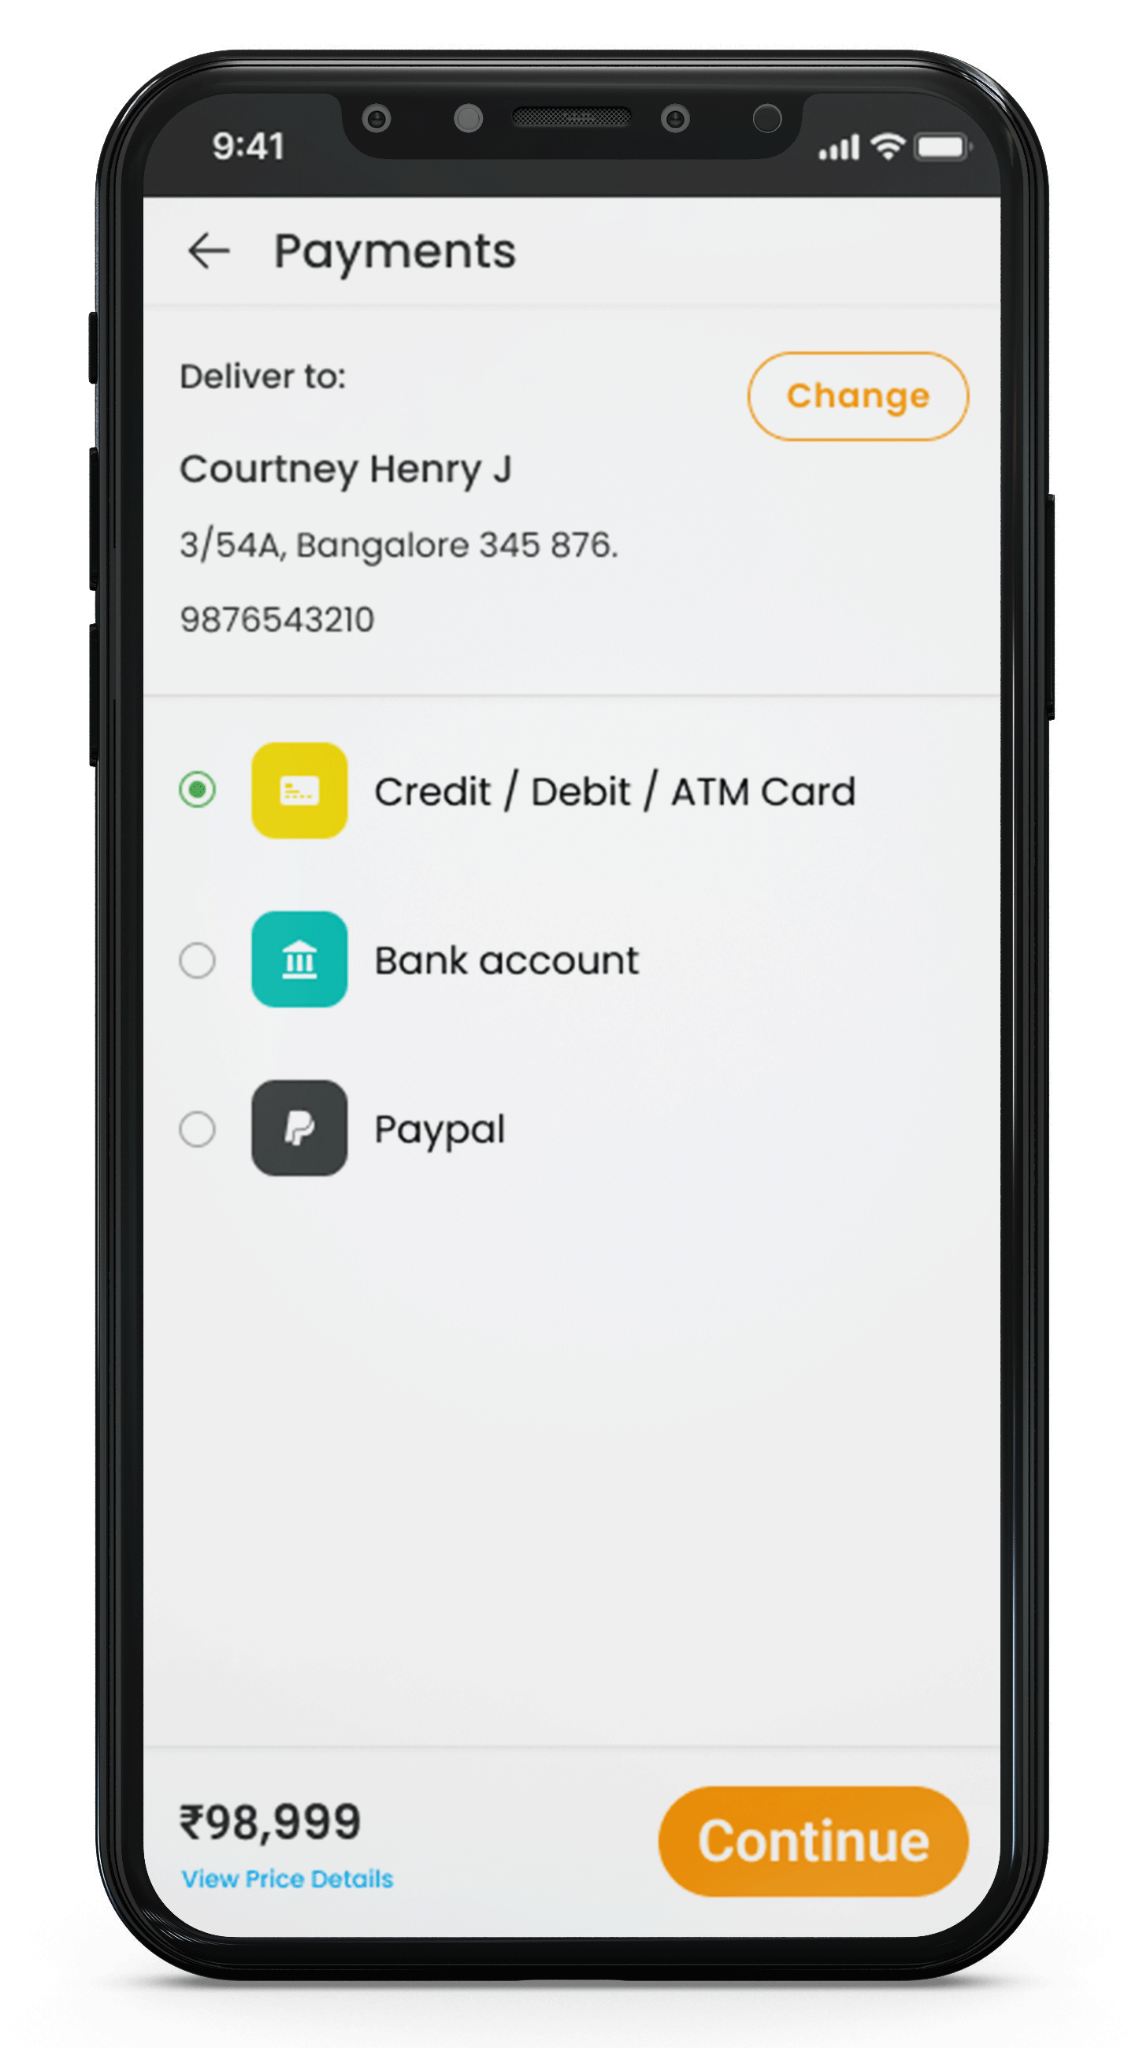 9:41
Payments
Deliver to:
Change
Courtney Henry J
3/54A, Bangalore 345 876.
9876543210
Credit / Debit / ATM Card
Bank account
Paypal
₹98,999
View Price Details
Continue